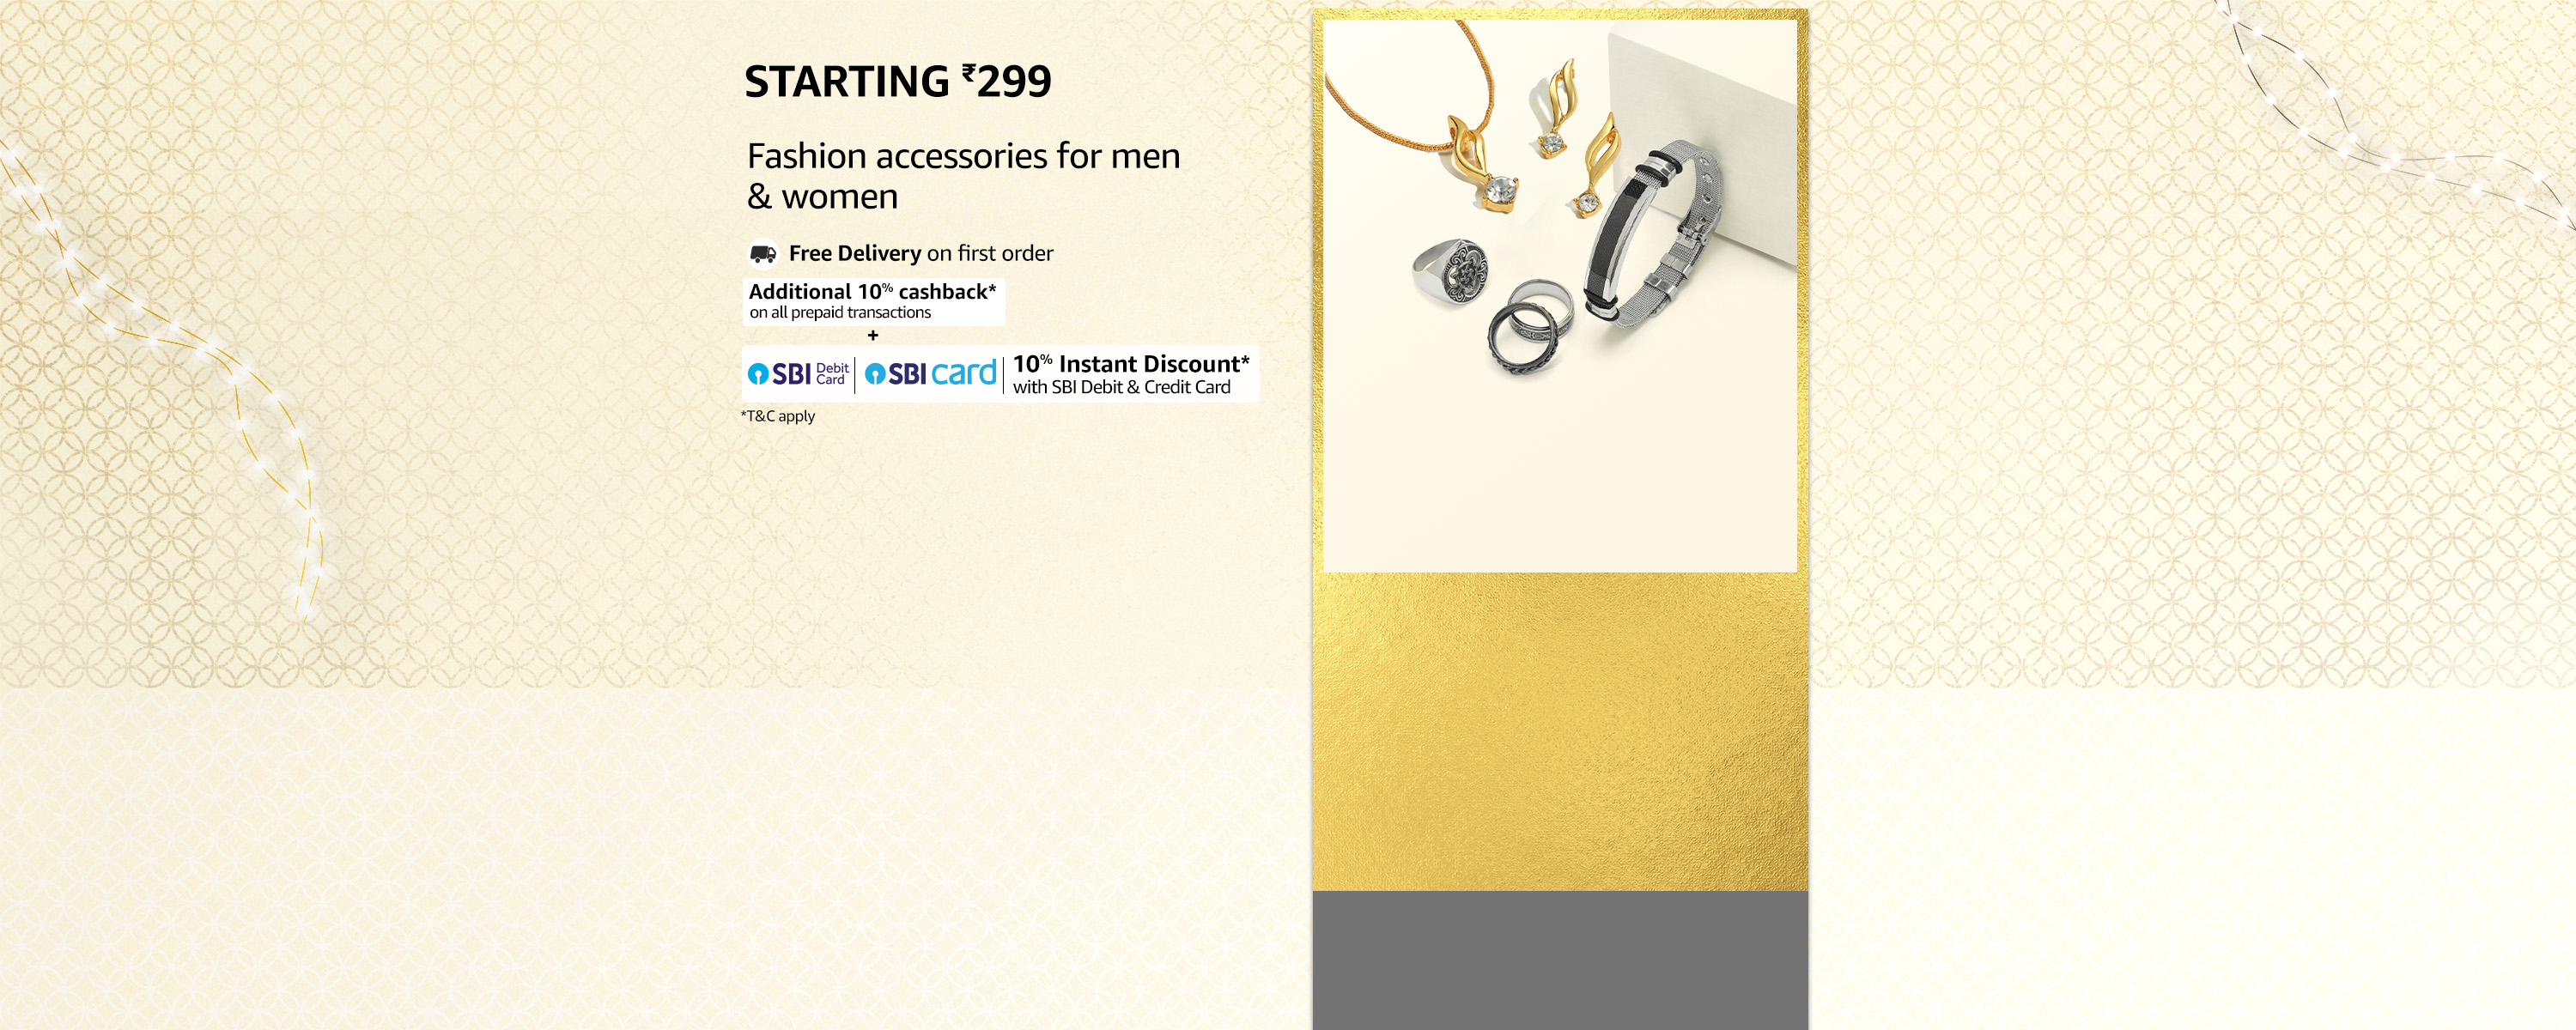 STARTING ₹299
Fashion accessories for men
& women
Free Delivery on first order
Additional 10% cashback*
on all prepaid transactions
+
SBI Debit Card | SBI card | 10% Instant Discount*
with SBI Debit & Credit Card
*T&C apply